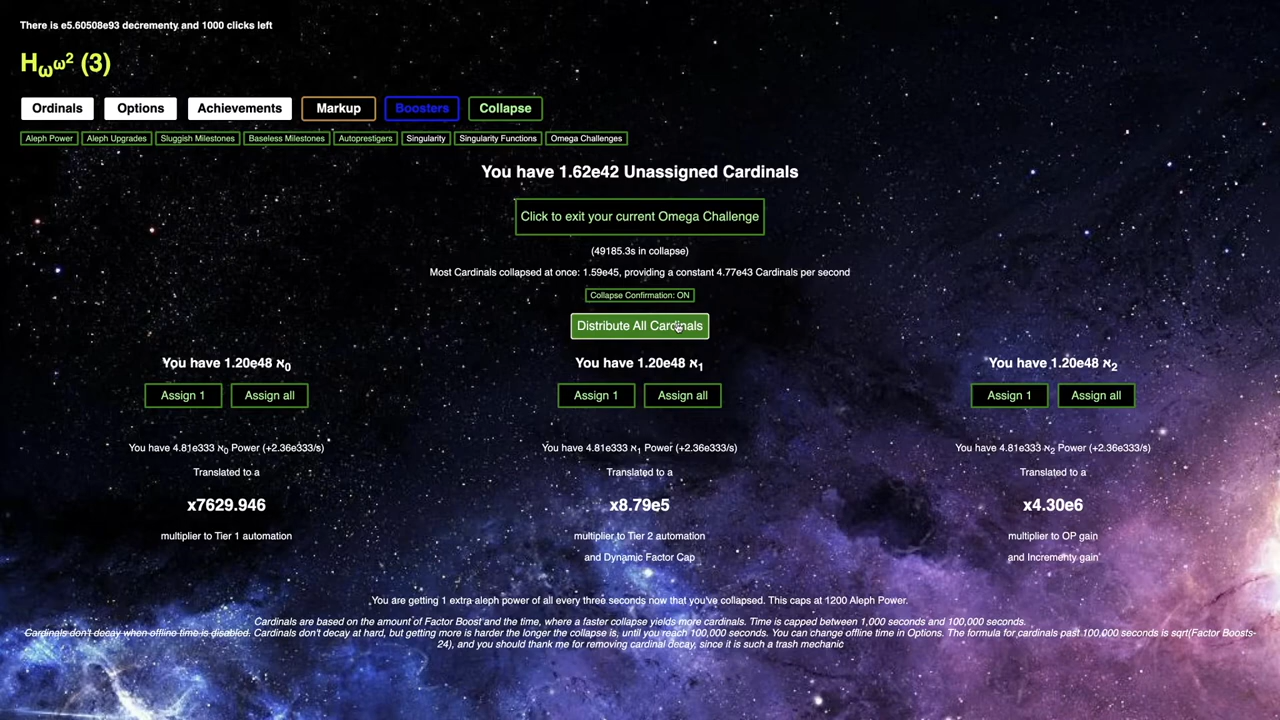 There is e5.60508e93 decrementy and 1000 clicks left
H_ω^ω^2 (3)
Ordinals Options Achievements Markup Boosters Collapse
Aleph Power Aleph Upgrades Sluggish Milestones Baseless Milestones Autoprestigers Singularity Singularity Functions Omega Challenges
You have 1.62e42 Unassigned Cardinals
Click to exit your current Omega Challenge
(49185.3s in collapse)
Most Cardinals collapsed at once: 1.59e45, providing a constant 4.77e43 Cardinals per second
Collapse Confirmation: ON
Distribute All Cardinals
You have 1.20e48 ℵ0 You have 1.20e48 ℵ1 You have 1.20e48 ℵ2
Assign 1 Assign all Assign 1 Assign all Assign 1 Assign all
You have 4.81e333 ℵ0 Power (+2.36e333/s) You have 4.81e333 ℵ1 Power (+2.36e333/s) You have 4.81e333 ℵ2 Power (+2.36e333/s)
Translated to a Translated to a Translated to a
x7629.946 x8.79e5 x4.30e6
multiplier to Tier 1 automation multiplier to Tier 2 automation multiplier to OP gain
and Dynamic Factor Cap and Incrementy gain
You are getting 1 extra aleph power of all every three seconds now that you've collapsed. This caps at 1200 Aleph Power.
Cardinals are based on the amount of Factor Boost and the time, where a faster collapse yields more cardinals. Time is capped between 1,000 seconds and 100,000 seconds.
Cardinals don't decay when offline time is disabled. Cardinals don't decay at hard, but getting more is harder the longer the collapse is, until you reach 100,000 seconds. You can change offline time in Options. The formula for cardinals past 100,000 seconds is sqrt(Factor Boosts-
24), and you should thank me for removing cardinal decay, since it is such a trash mechanic